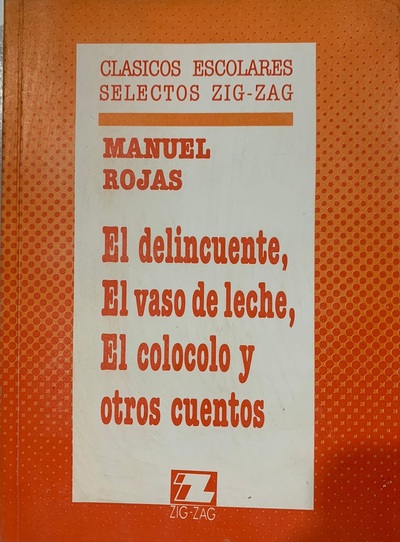 CLASICOS ESCOLARES
SELECTOS ZIG-ZAG
MANUEL
ROJAS
El delincuente,
El vaso de leche,
El colocolo y
otros cuentos
ZIG-ZAG